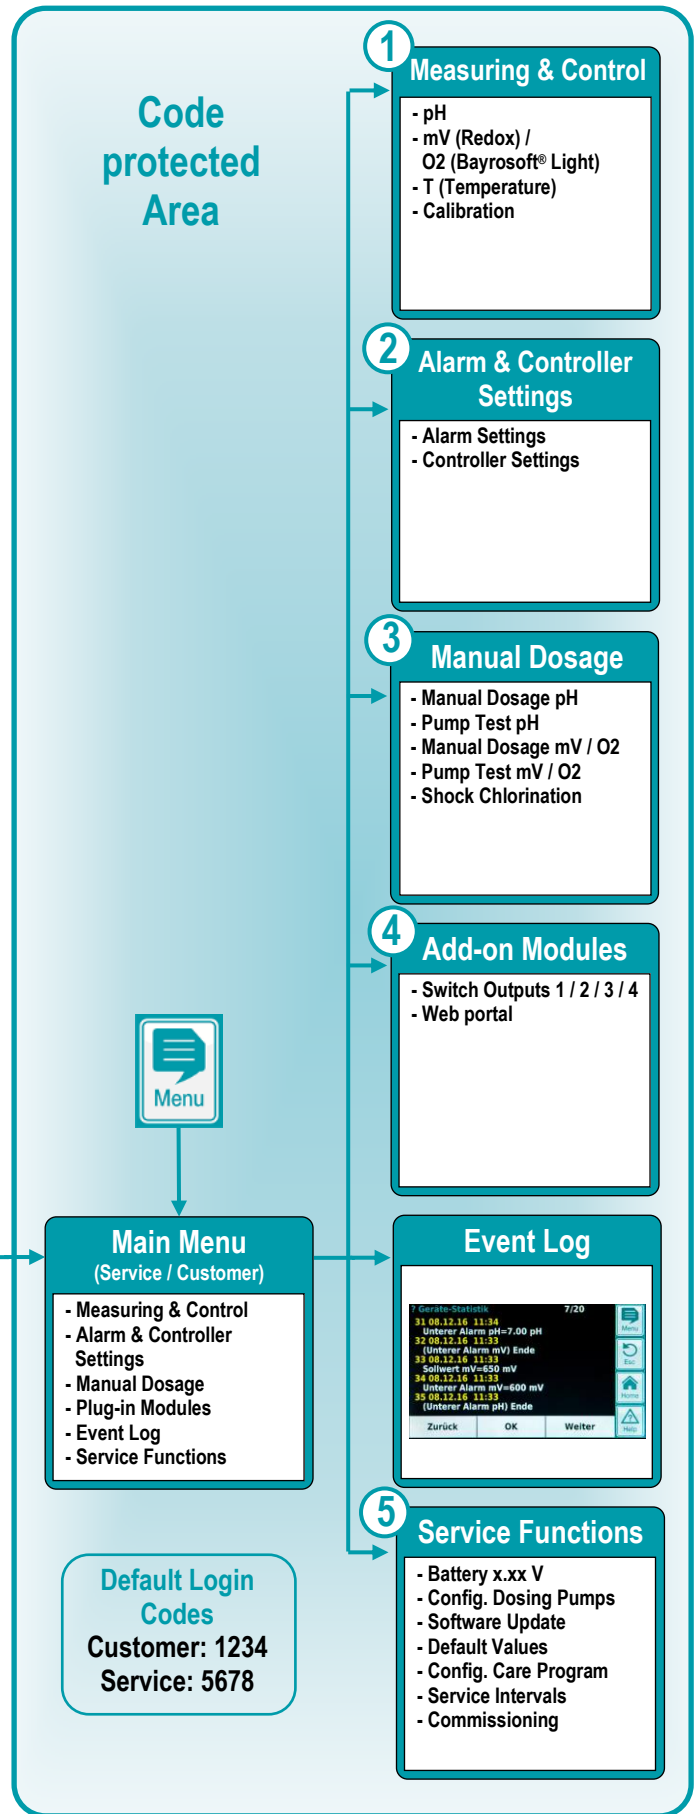 Code
protected
Area
1
Measuring & Control
- pH
- mV (Redox) /
O2 (Bayrosoft® Light)
- T (Temperature)
- Calibration
2
Alarm & Controller
Settings
- Alarm Settings
- Controller Settings
3
Manual Dosage
- Manual Dosage pH
- Pump Test pH
- Manual Dosage mV / O2
- Pump Test mV / O2
- Shock Chlorination
4
Add-on Modules
- Switch Outputs 1 / 2 / 3 / 4
- Web portal
Menu
Main Menu
(Service / Customer)
- Measuring & Control
- Alarm & Controller
Settings
- Manual Dosage
- Plug-in Modules
- Event Log
- Service Functions
Event Log
? Geräte-Statistik 7/20
31 08.12.16 11:34
Unterer Alarm pH=7.00 pH
32 08.12.16 11:33
(Unterer Alarm mV) Ende
33 08.12.16 11:33
Sollwert mV=650 mV
34 08.12.16 11:33
Unterer Alarm mV=600 mV
35 08.12.16 11:33
(Unterer Alarm pH) Ende
Zurück OK Weiter
Menu
Esc
Home
Help
5
Service Functions
- Battery x.xx V
- Config. Dosing Pumps
- Software Update
- Default Values
- Config. Care Program
- Service Intervals
- Commissioning
Default Login
Codes
Customer: 1234
Service: 5678